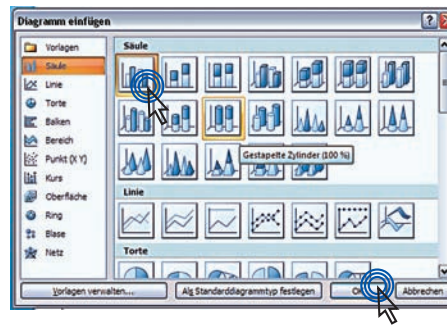 Diagramm einfügen
Vorlagen
Säule
Linie
Torte
Balken
Bereich
Punkt (X Y)
Kurs
Oberfläche
Ring
Blase
Netz
Säule
Gestapelte Zylinder (100 %)
Linie
Torte
Vorlagen verwalten...
Als Standarddiagrammtyp festlegen
Abbrechen